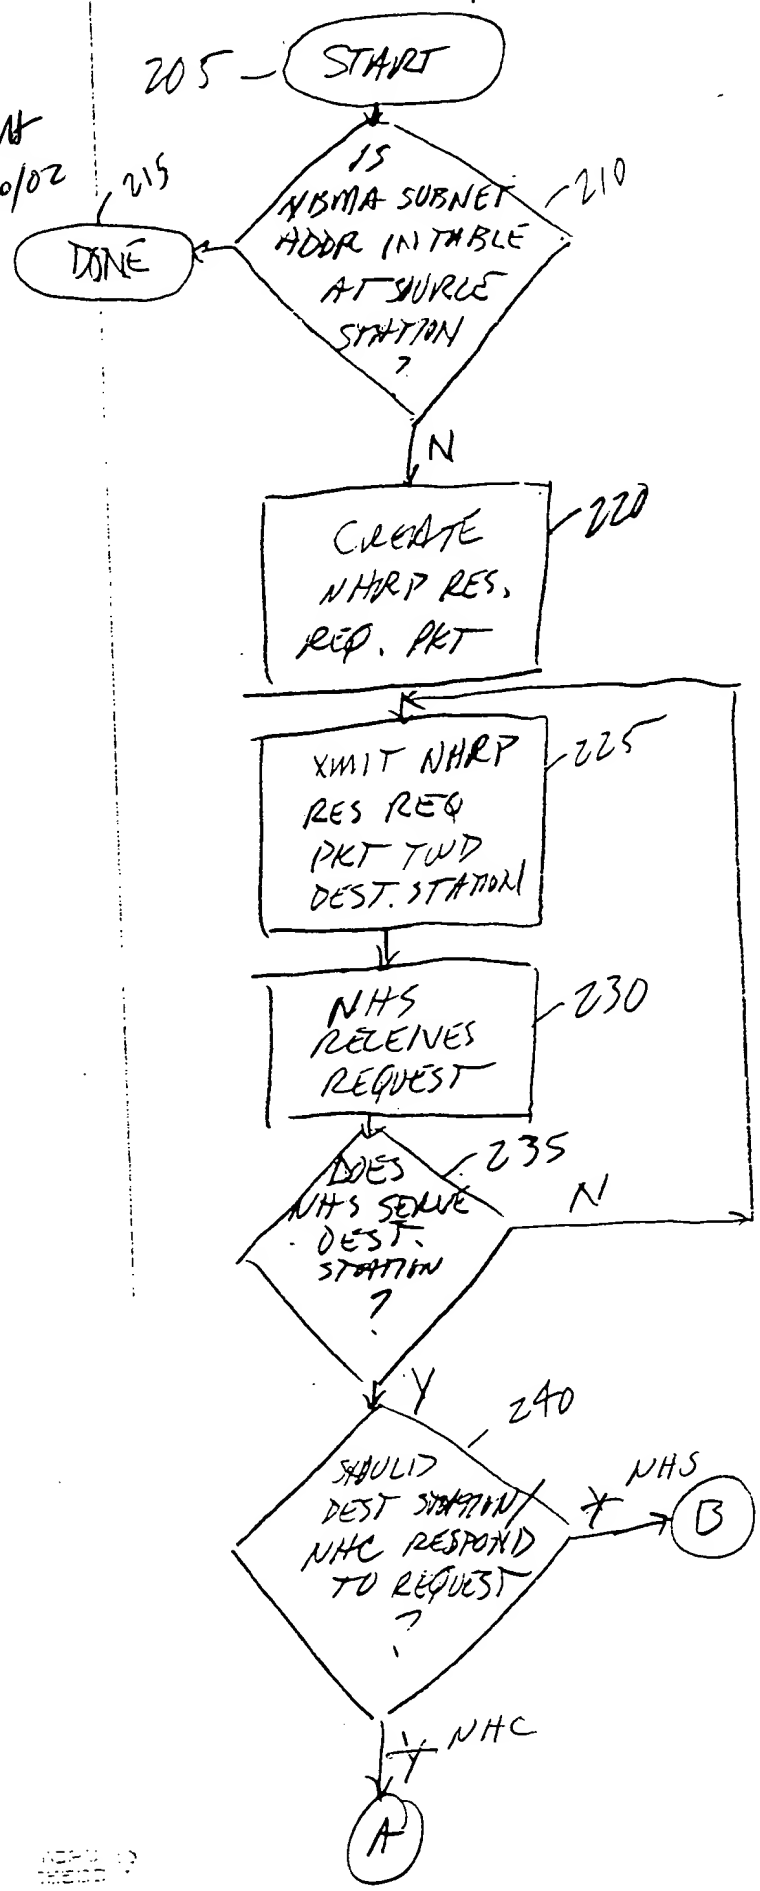 205
START
0/02
215
DONE
IS
NBMA SUBNET
ADDR IN TABLE
AT SOURCE
STATION
?
210
N
CREATE
NHRP RES.
REQ. PKT
220
XMIT NHRP
RES REQ
PKT TWD
DEST. STATION
225
NHS
RECEIVES
REQUEST
230
DOES
NHS SERVE
DEST.
STATION
?
235
N
Y
240
SHOULD
DEST STATION/
NHC RESPOND
TO REQUEST
?
NHS
Y
B
Y NHC
A